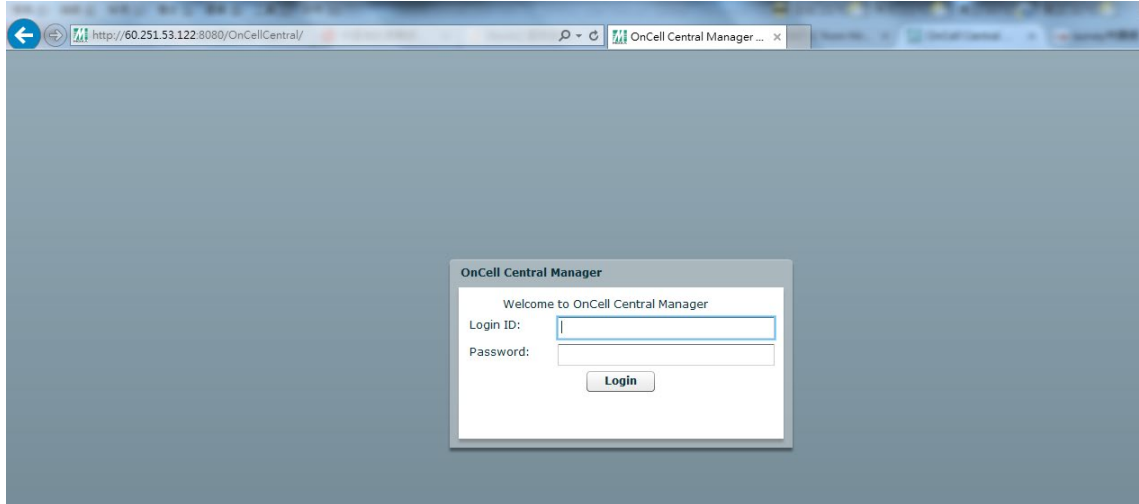 http://60.251.53.122:8080/OnCellCentral/
OnCell Central Manager ...
OnCell Central Manager
Welcome to OnCell Central Manager
Login ID:
Password:
Login